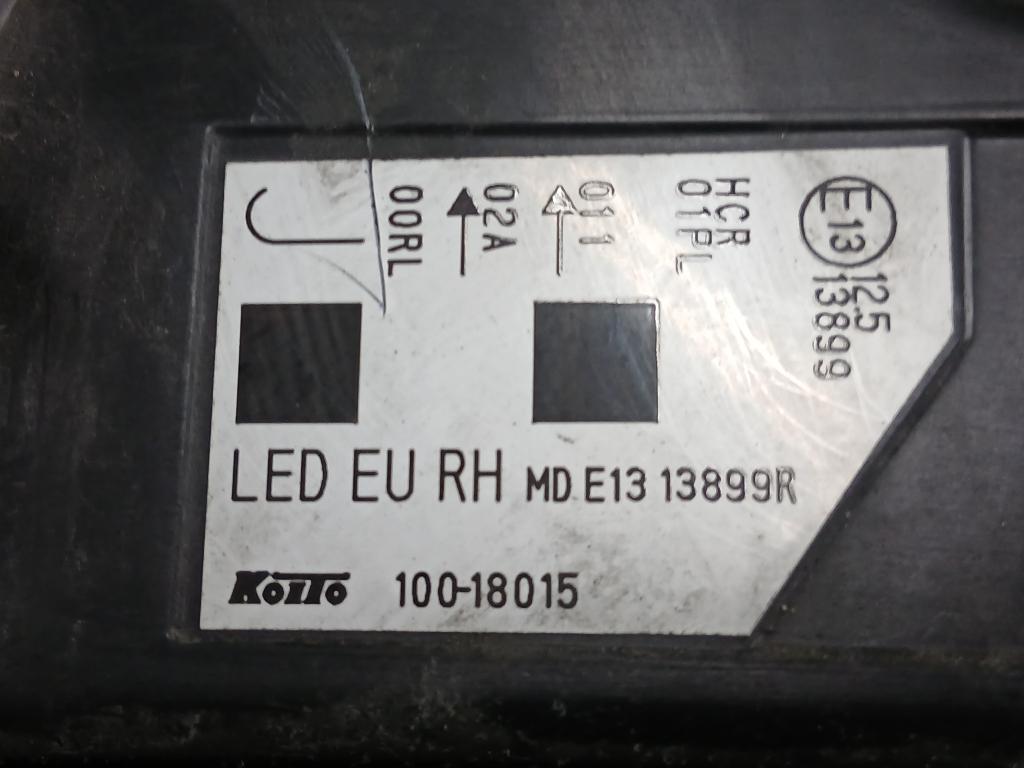 00RL
02A
011
HCR
01PL
E13
12.5
13899
LED EU RH MD E13 13899R
KOITO 100-18015